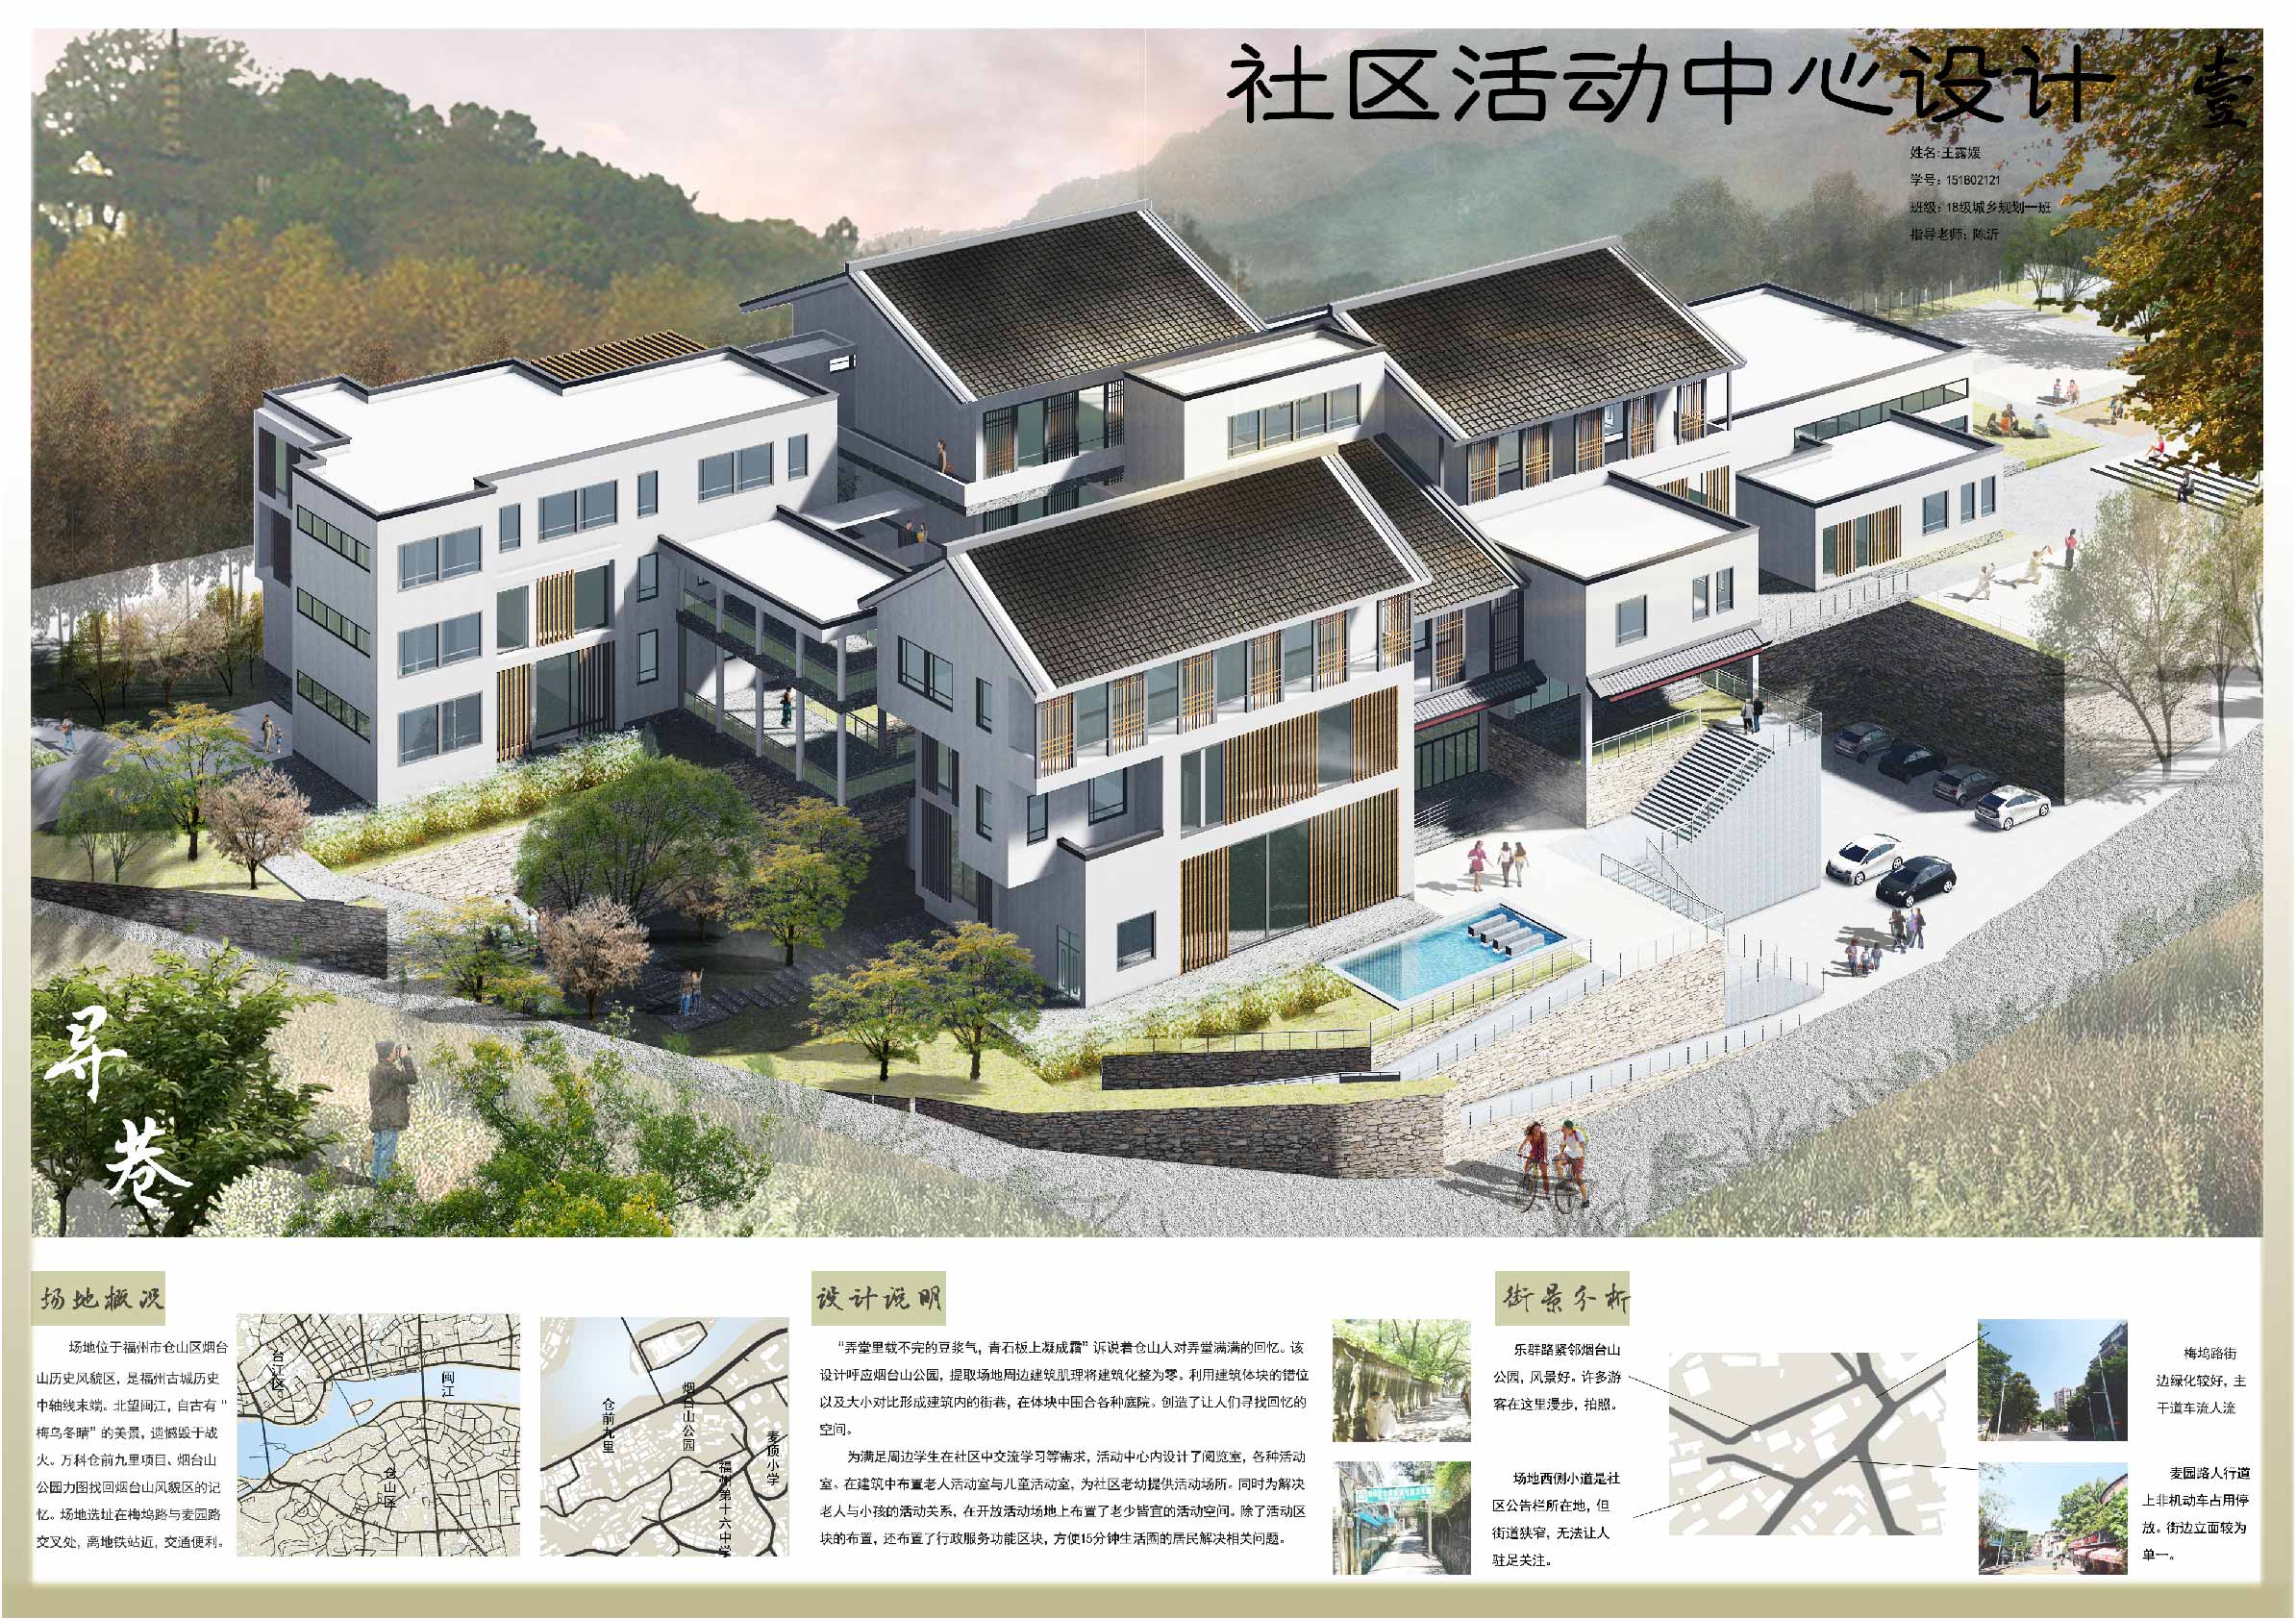 社区活动中心设计 壹
姓名:王露媛
学号：151802121
班级：18级城乡规划一班
指导老师：陈沂
寻
巷
场地概况
场地位于福州市仓山区烟台
山历史风貌区，是福州古城历史
中轴线末端。北望闽江，自古有“
梅鸟冬晴”的美景，遗憾毁于战
火。万科仓前九里项目、烟台山
公园力图找回烟台山风貌区的记
忆。场地选址在梅坞路与麦园路
交叉处，离地铁站近，交通便利。
台江区
闽江
仓山区
仓前九里
烟台山公园
福州第十六中学
麦顶小学
设计说明
“弄堂里载不完的豆浆气，青石板上凝成霜”诉说着仓山人对弄堂满满的回忆。该
设计呼应烟台山公园，提取场地周边建筑肌理将建筑化整为零。利用建筑体块的错位
以及大小对比形成建筑内的街巷，在体块中围合各种庭院。创造了让人们寻找回忆的
空间。
为满足周边学生在社区中交流学习等需求，活动中心内设计了阅览室，各种活动
室。在建筑中布置老人活动室与儿童活动室，为社区老幼提供活动场所。同时为解决
老人与小孩的活动关系，在开放活动场地上布置了老少皆宜的活动空间。除了活动区
块的布置，还布置了行政服务功能区块，方便15分钟生活圈的居民解决相关问题。
街景分析
乐群路紧邻烟台山
公园，风景好。许多游
客在这里漫步，拍照。
场地西侧小道是社
区公告栏所在地，但
街道狭窄，无法让人
驻足关注。
梅坞路街
边绿化较好，主
干道车流人流
麦园路人行道
上非机动车占用停
放。街边立面较为
单一。